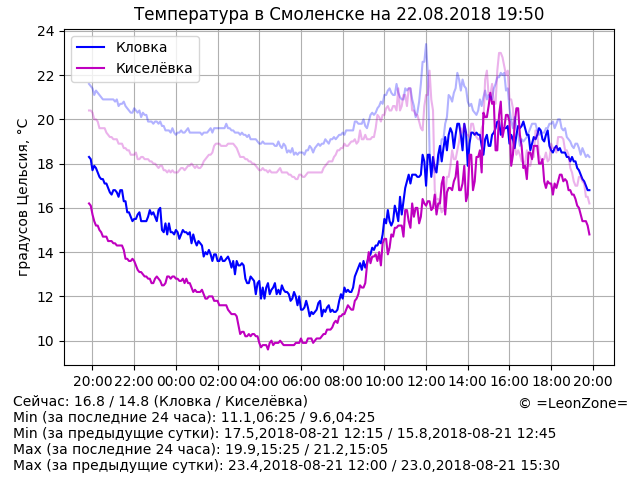 Температура в Смоленске на 22.08.2018 19:50
Кловка
Киселёвка
градусов Цельсия, °C
24
22
20
18
16
14
12
10
20:00 22:00 00:00 02:00 04:00 06:00 08:00 10:00 12:00 14:00 16:00 18:00 20:00
Сейчас: 16.8 / 14.8 (Кловка / Киселёвка)
© =LeonZone=
Min (за последние 24 часа): 11.1,06:25 / 9.6,04:25
Min (за предыдущие сутки): 17.5,2018-08-21 12:15 / 15.8,2018-08-21 12:45
Max (за последние 24 часа): 19.9,15:25 / 21.2,15:05
Max (за предыдущие сутки): 23.4,2018-08-21 12:00 / 23.0,2018-08-21 15:30